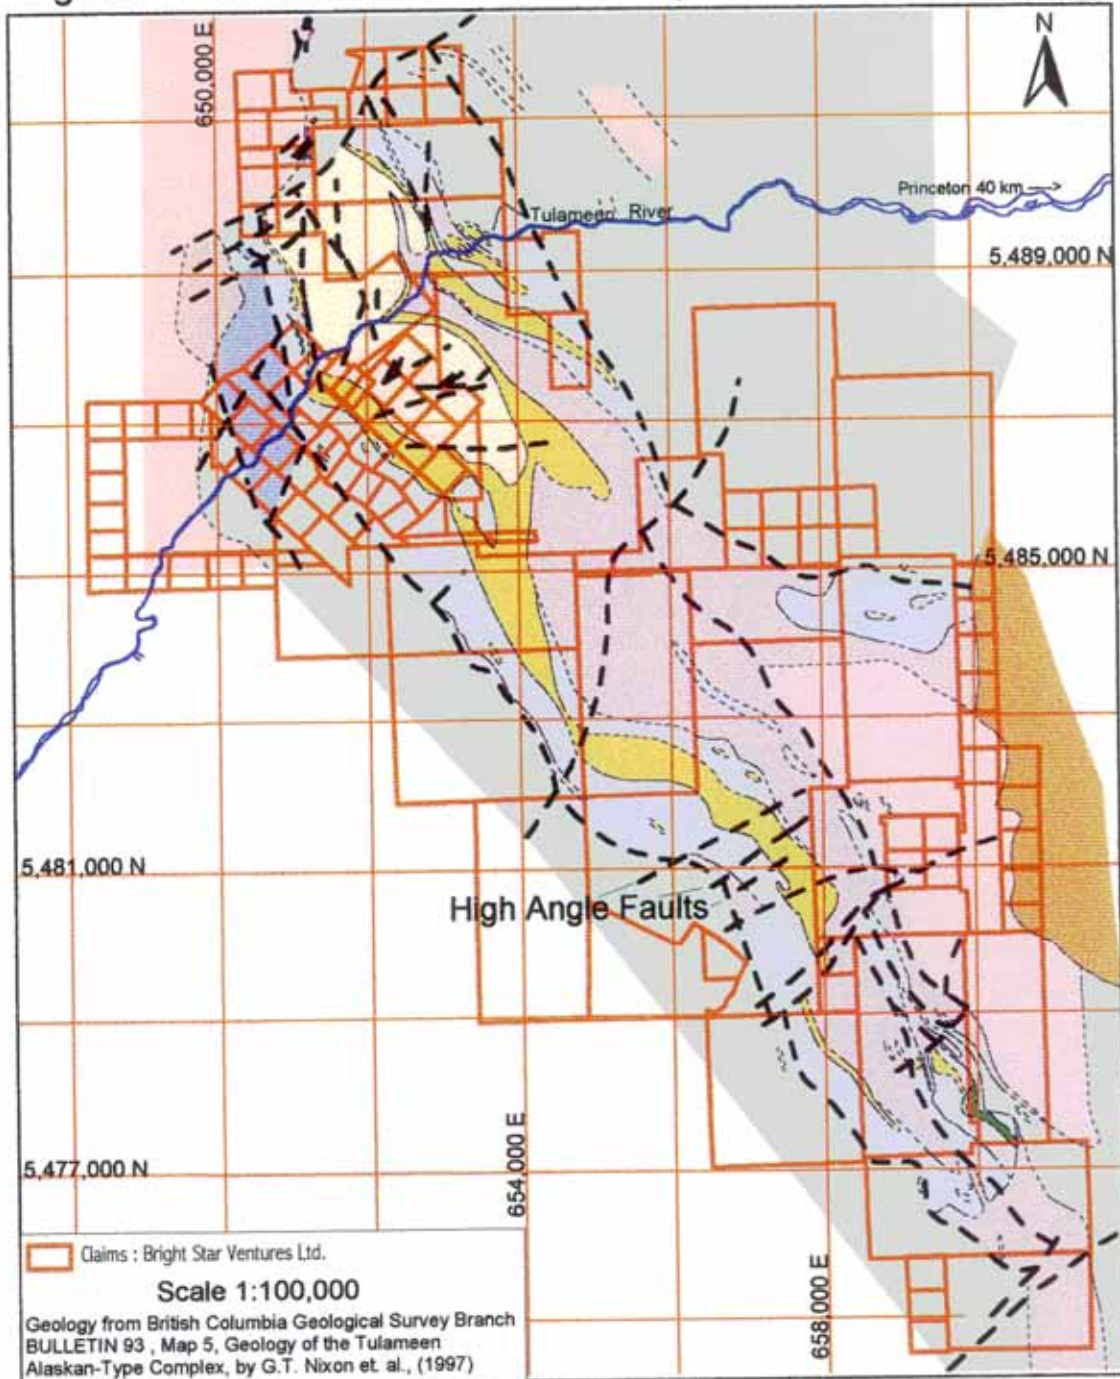 650,000 E
N
Princeton 40 km --->
Tulameen River
5,489,000 N
5,485,000 N
5,481,000 N
High Angle Faults
5,477,000 N
654,000 E
658,000 E
Claims : Bright Star Ventures Ltd.
Scale 1:100,000
Geology from British Columbia Geological Survey Branch
BULLETIN 93 , Map 5, Geology of the Tulameen
Alaskan-Type Complex, by G.T. Nixon et. al., (1997)